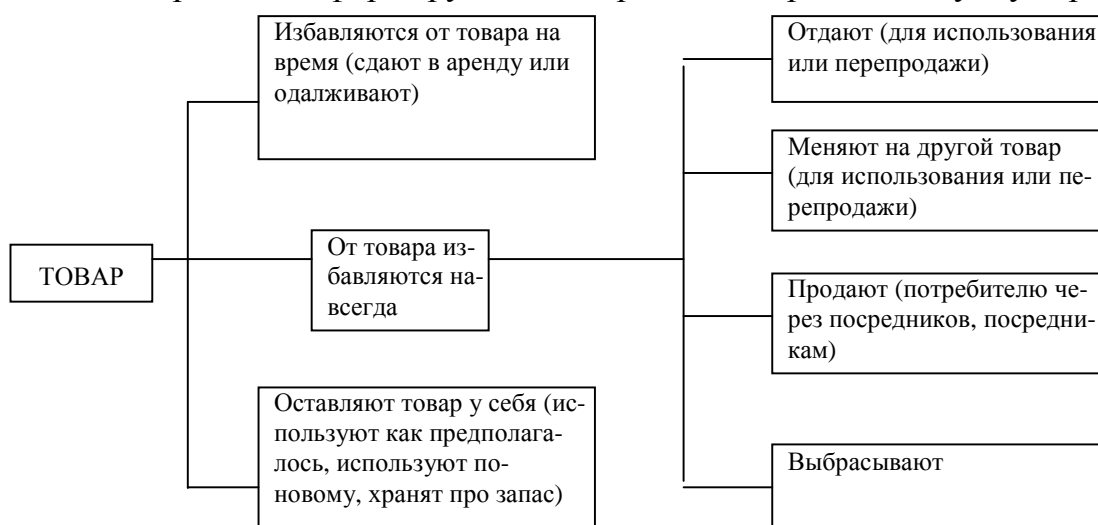 Избавляются от товара на
время (сдают в аренду или
одалживают)
Отдают (для использования
или перепродажи)
Меняют на другой товар
(для использования или пе-
репродажи)
ТОВАР
От товара из-
бавляются на-
всегда
Продают (потребителю че-
рез посредников, посредни-
кам)
Оставляют товар у себя (ис-
пользуют как предполага-
лось, используют по-
новому, хранят про запас)
Выбрасывают